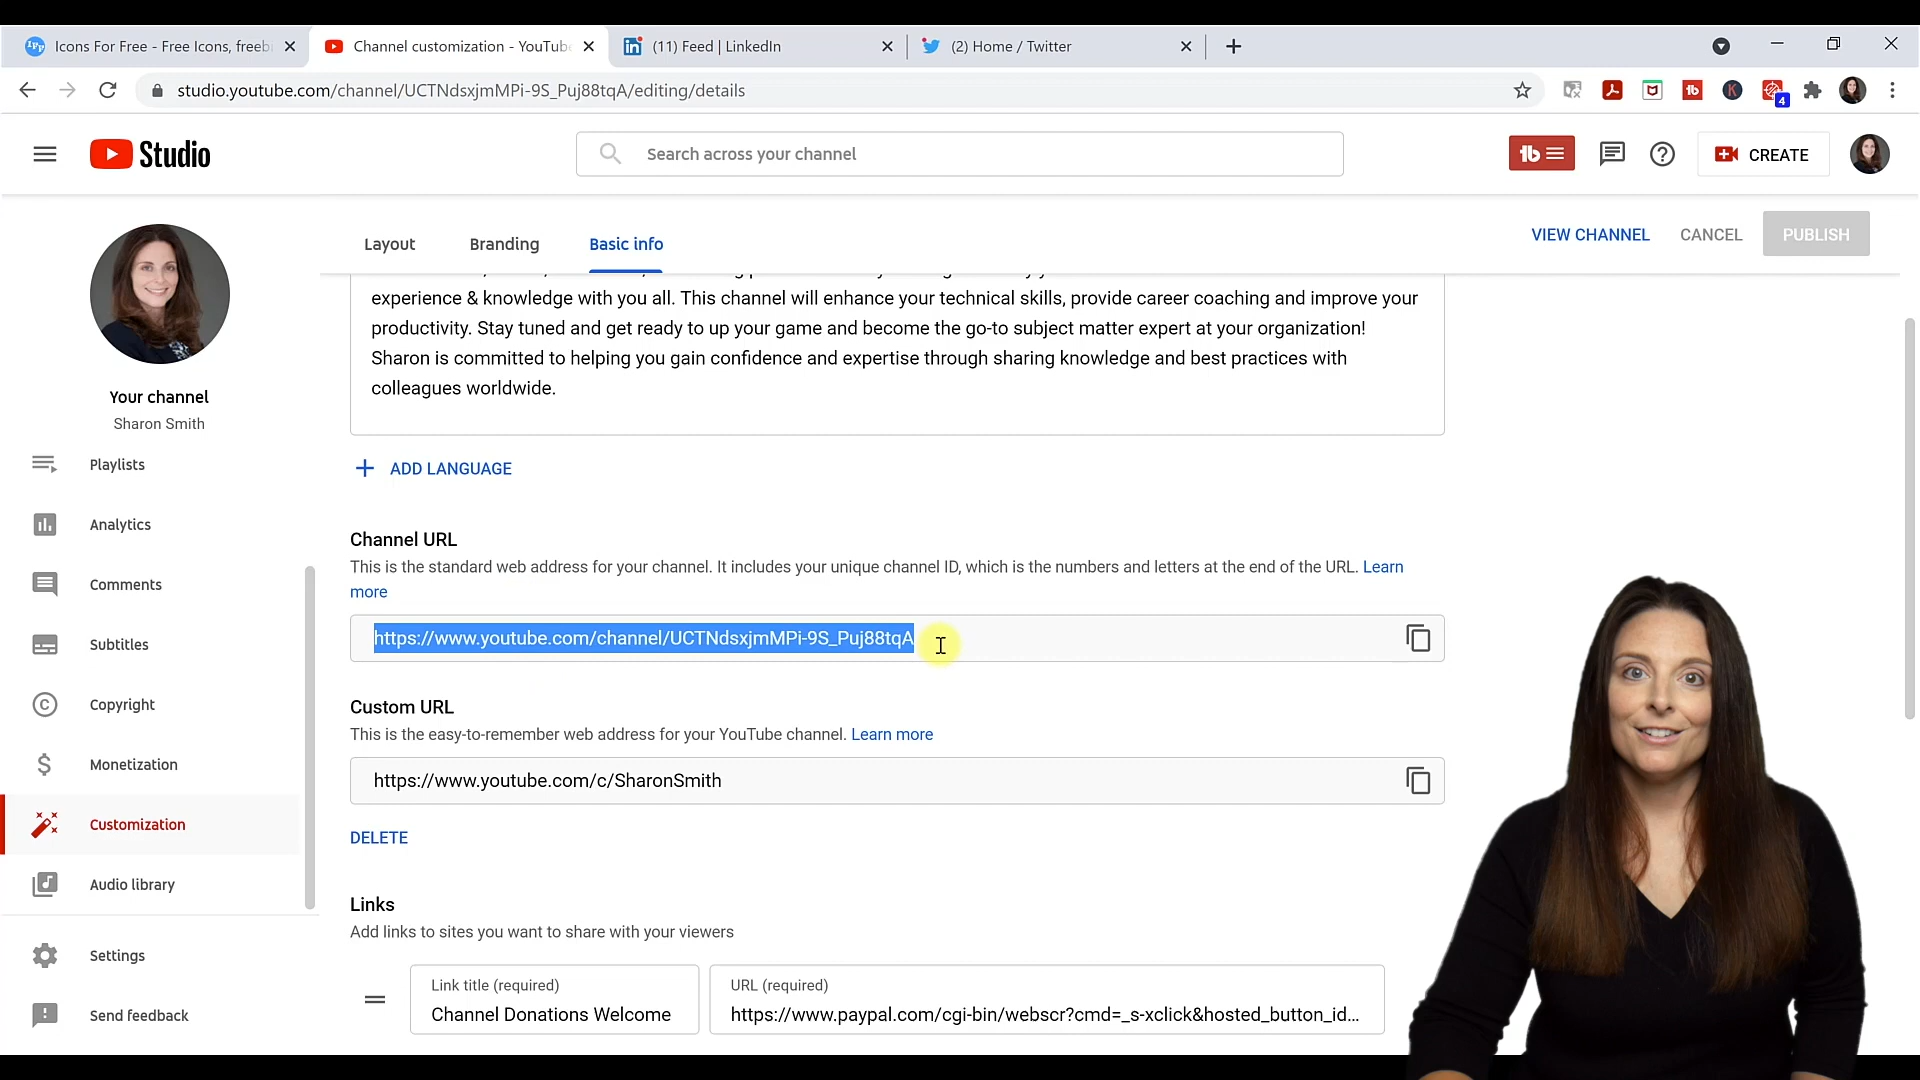 Icons For Free - Free Icons, freebi
Channel customization - YouTube
(11) Feed | LinkedIn
(2) Home / Twitter
studio.youtube.com/channel/UCTNdsxjmMPi-9S_Puj88tqA/editing/details
4
Studio
Search across your channel
CREATE
Layout
Branding
Basic info
VIEW CHANNEL
CANCEL
PUBLISH
experience & knowledge with you all. This channel will enhance your technical skills, provide career coaching and improve your
productivity. Stay tuned and get ready to up your game and become the go-to subject matter expert at your organization!
Sharon is committed to helping you gain confidence and expertise through sharing knowledge and best practices with
colleagues worldwide.
Your channel
Sharon Smith
Playlists
Analytics
Comments
Subtitles
Copyright
Monetization
Customization
Audio library
Settings
Send feedback
ADD LANGUAGE
Channel URL
This is the standard web address for your channel. It includes your unique channel ID, which is the numbers and letters at the end of the URL. Learn
more
https://www.youtube.com/channel/UCTNdsxjmMPi-9S_Puj88tqA
Custom URL
This is the easy-to-remember web address for your YouTube channel. Learn more
https://www.youtube.com/c/SharonSmith
DELETE
Links
Add links to sites you want to share with your viewers
Link title (required)
Channel Donations Welcome
URL (required)
https://www.paypal.com/cgi-bin/webscr?cmd=_s-xclick&hosted_button_id...